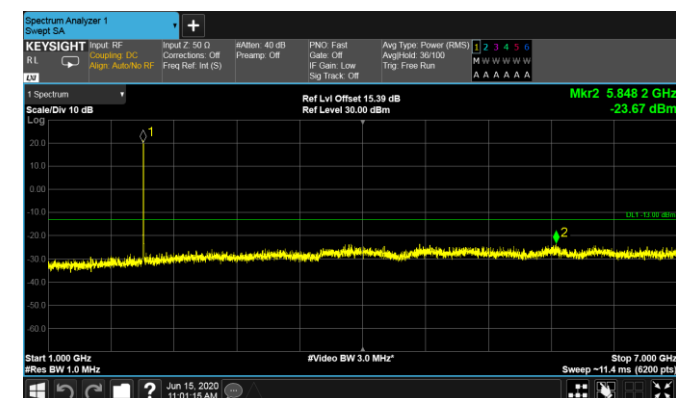 Spectrum Analyzer 1
Swept SA
+
KEYSIGHT
RL
LXI
Input: RF
Coupling: DC
Align: Auto/No RF
Input Z: 50 Ω
Corrections: Off
Freq Ref: Int (S)
#Atten: 40 dB
Preamp: Off
PNO: Fast
Gate: Off
IF Gain: Low
Sig Track: Off
Avg Type: Power (RMS)
Avg|Hold: 36/100
Trig: Free Run
1 2 3 4 5 6
M W W W W W
A A A A A A
1 Spectrum
Scale/Div 10 dB
Log
Ref Lvl Offset 15.39 dB
Ref Level 30.00 dBm
Mkr2 5.848 2 GHz
-23.67 dBm
1
20.0
10.0
0.00
-10.0
DL1 -13.00 dBm
-20.0
2
-30.0
-40.0
-50.0
-60.0
Start 1.000 GHz
#Video BW 3.0 MHz*
Stop 7.000 GHz
#Res BW 1.0 MHz
Sweep ~11.4 ms (6200 pts)
?
Jun 15, 2020
11:01:15 AM